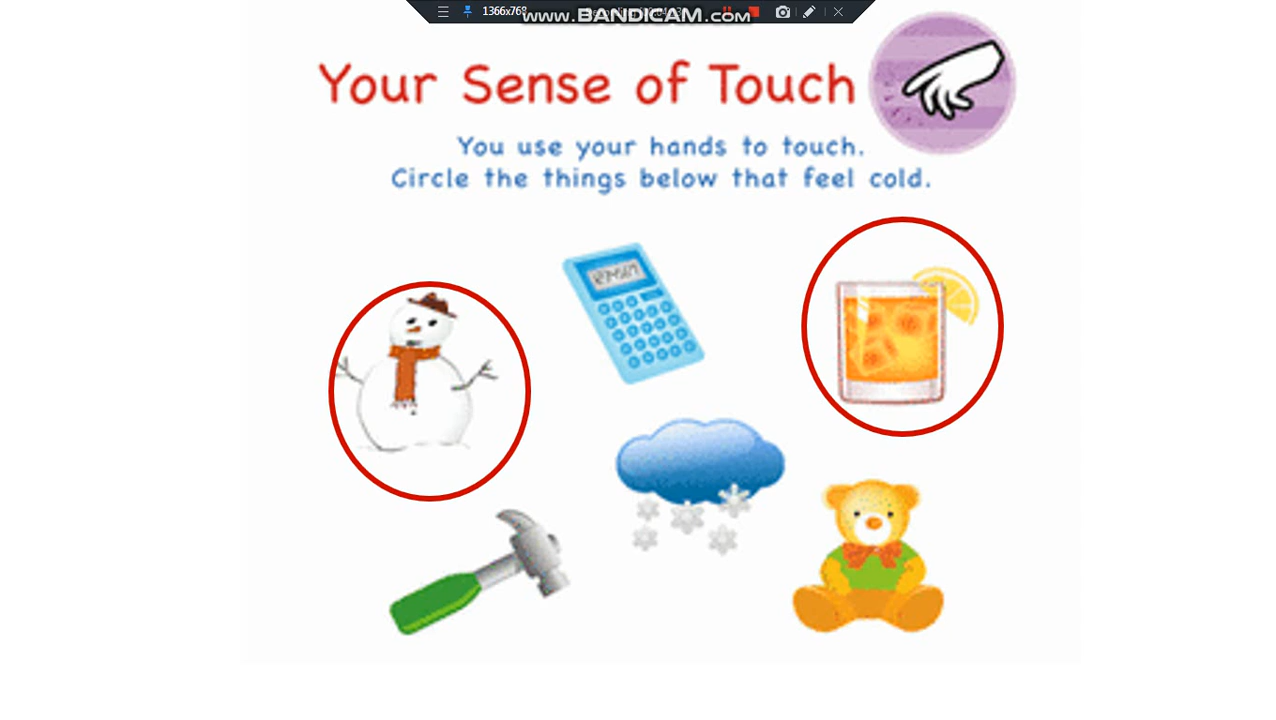 1366x768
www.BANDICAM.com
Your Sense of Touch
You use your hands to touch.
Circle the things below that feel cold.